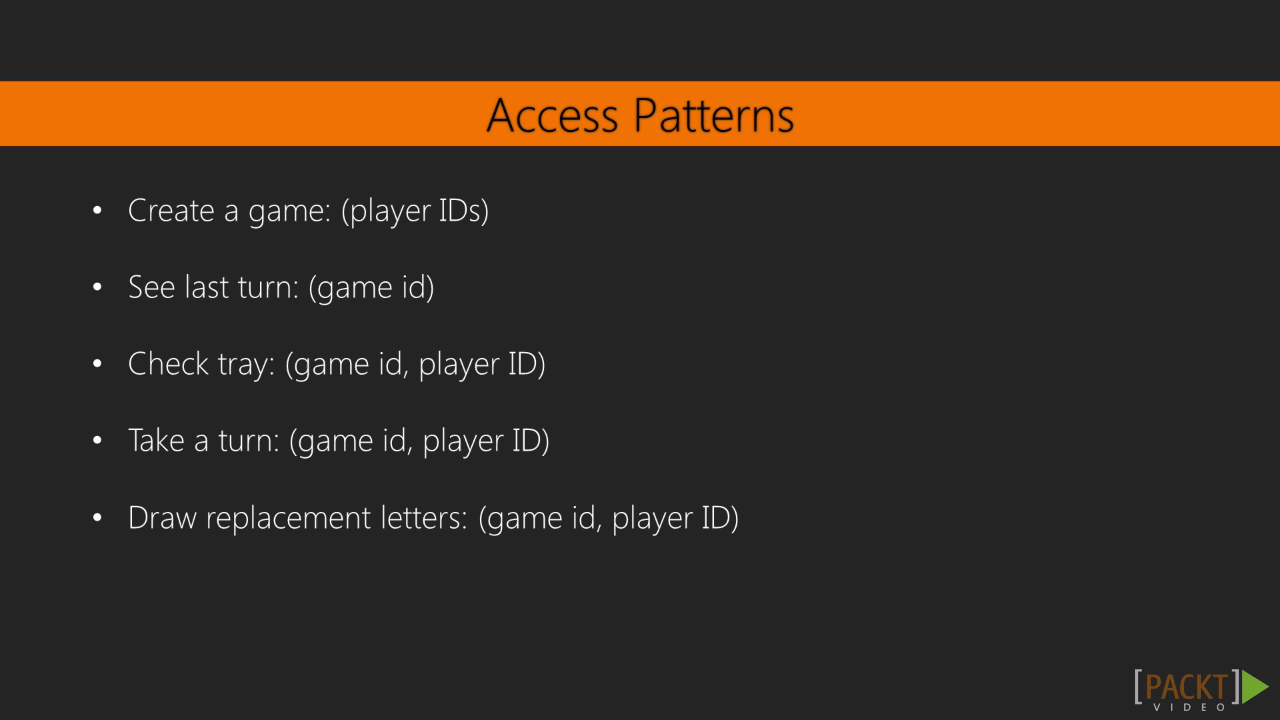 Access Patterns
• Create a game: (player IDs)
• See last turn: (game id)
• Check tray: (game id, player ID)
• Take a turn: (game id, player ID)
• Draw replacement letters: (game id, player ID)
[PACKT]
VIDEO